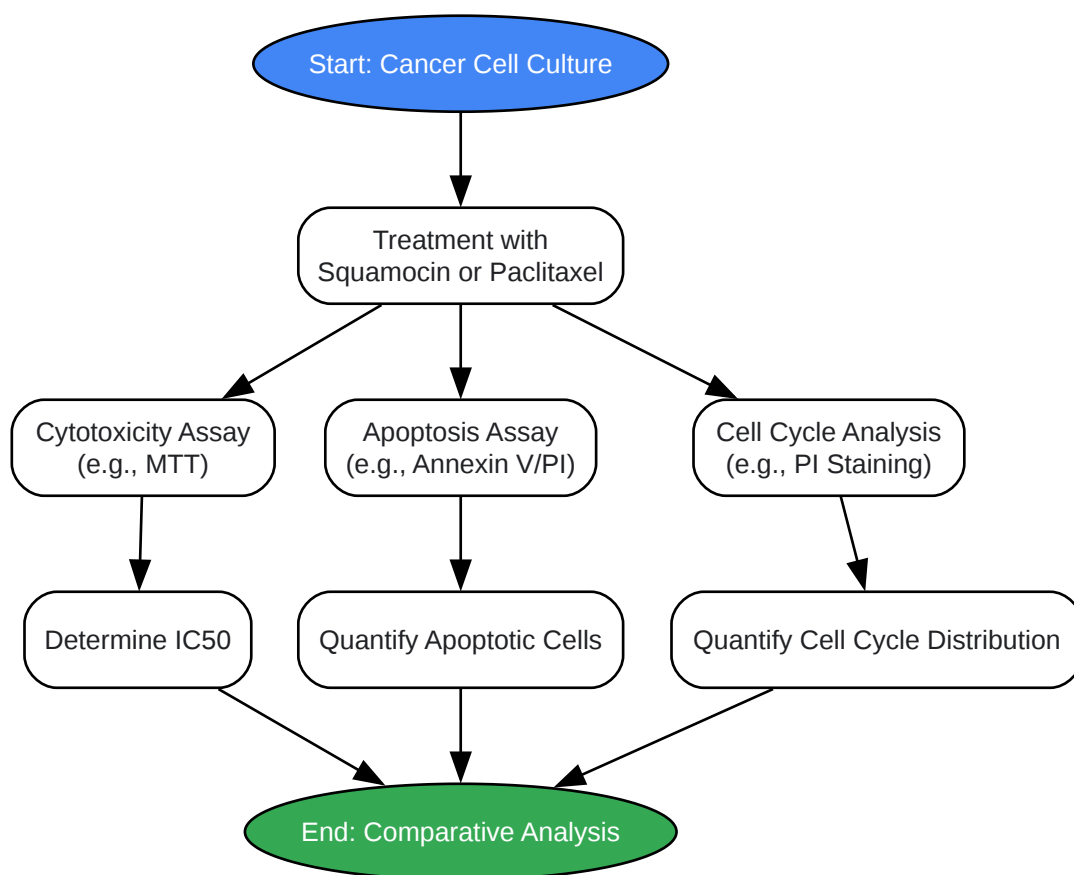 Start: Cancer Cell Culture
Treatment with
Squamocin or Paclitaxel
Cytotoxicity Assay
(e.g., MTT)
Apoptosis Assay
(e.g., Annexin V/PI)
Cell Cycle Analysis
(e.g., PI Staining)
Determine IC50
Quantify Apoptotic Cells
Quantify Cell Cycle Distribution
End: Comparative Analysis